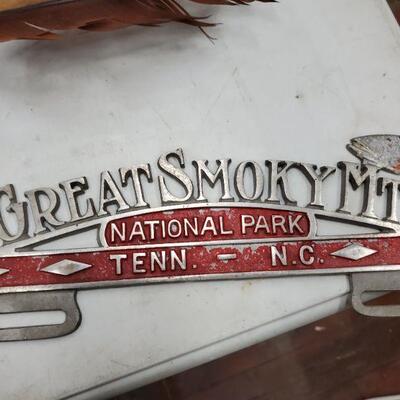 GREAT SMOKY MT
NATIONAL PARK
TENN. - N.C.